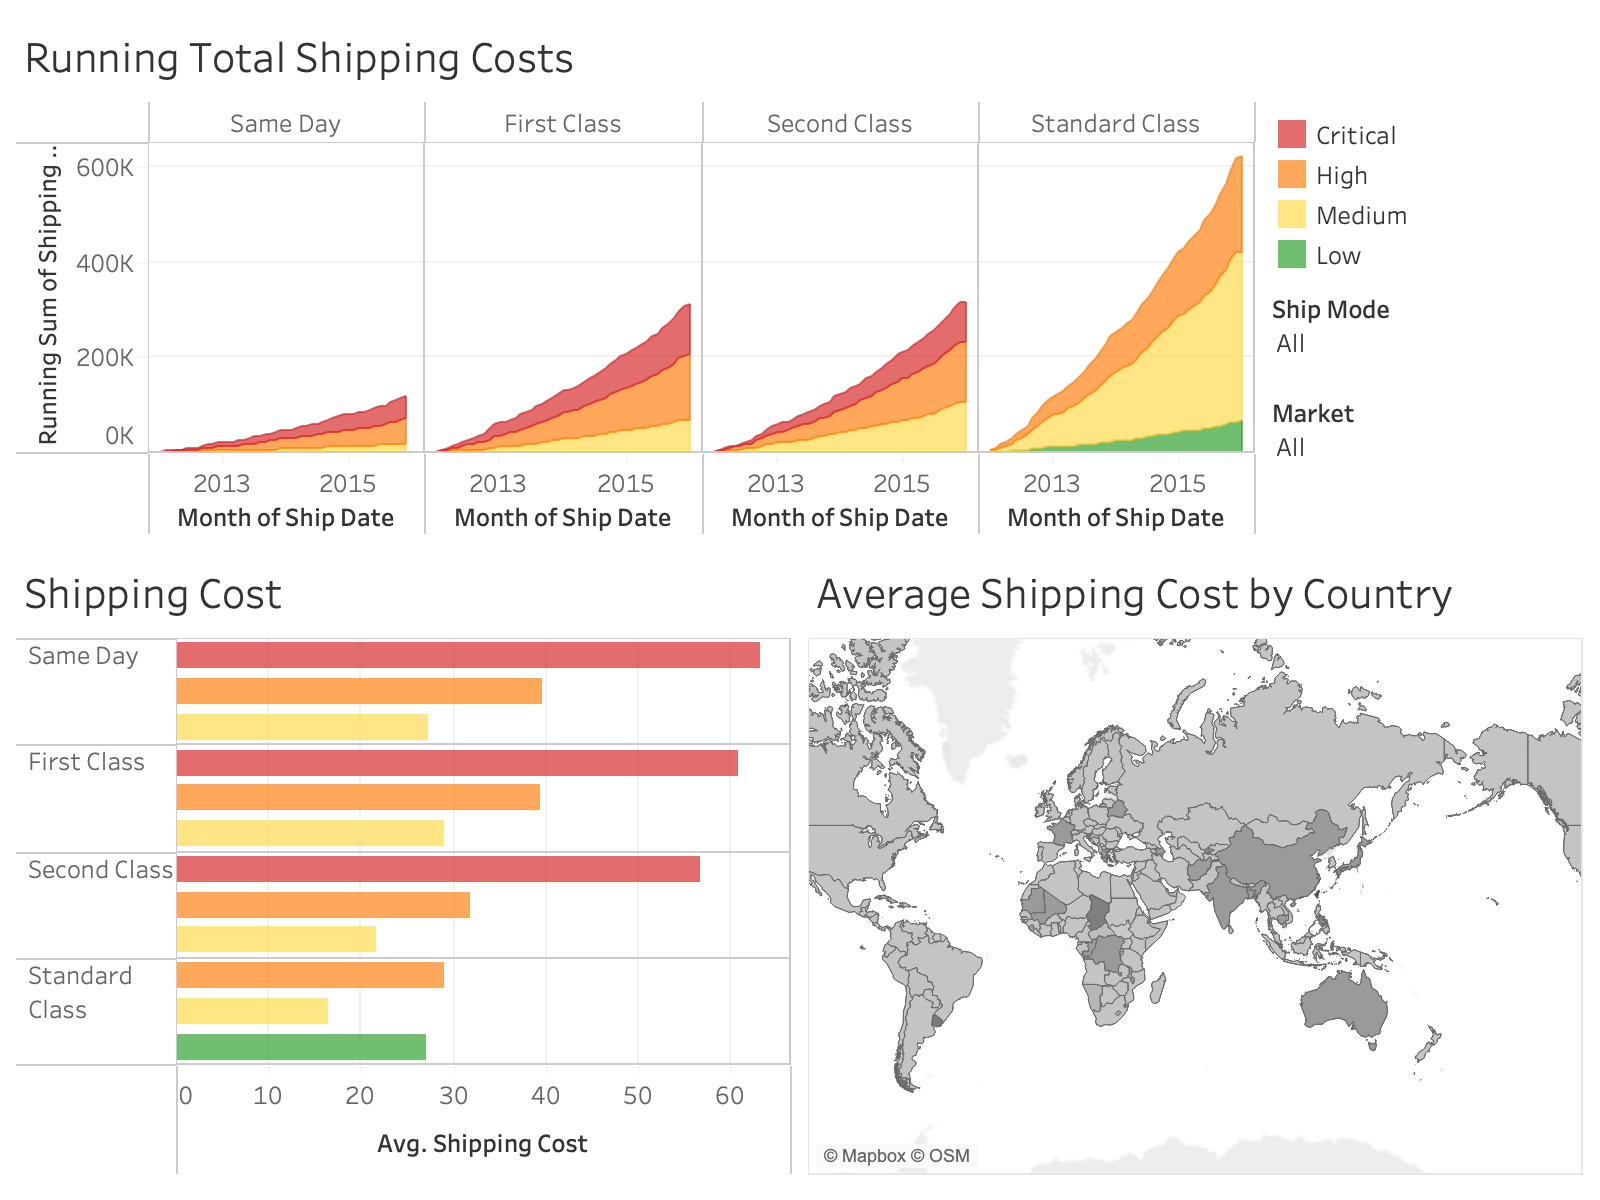 Running Total Shipping Costs
Same Day First Class Second Class Standard Class
Running Sum of Shipping ..
600K
400K
200K
0K
2013 2015 2013 2015 2013 2015 2013 2015
Month of Ship Date Month of Ship Date Month of Ship Date Month of Ship Date
Critical
High
Medium
Low
Ship Mode
All
Market
All
Shipping Cost
Same Day
First Class
Second Class
Standard
Class
0 10 20 30 40 50 60
Avg. Shipping Cost
Average Shipping Cost by Country
© Mapbox © OSM